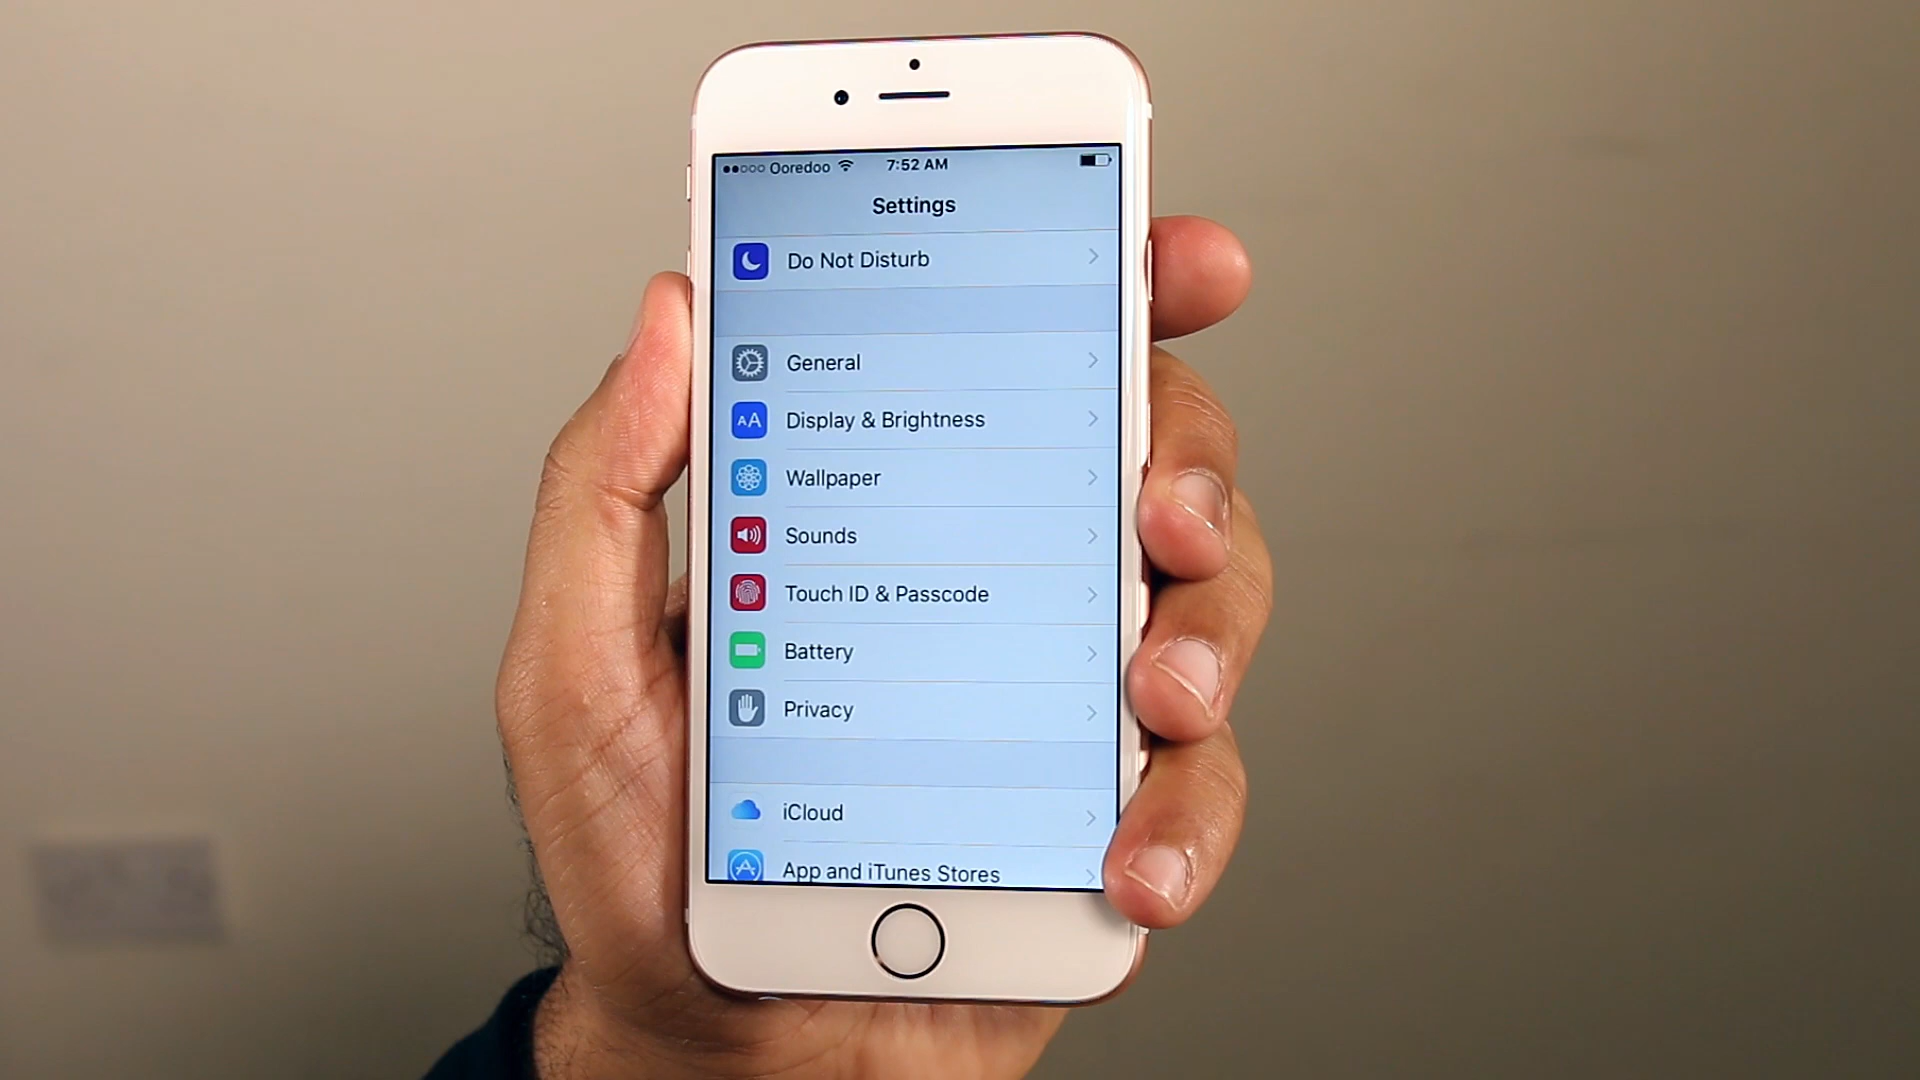 Ooredoo 7:52 AM
Settings
Do Not Disturb
General
AA Display & Brightness
Wallpaper
Sounds
Touch ID & Passcode
Battery
Privacy
iCloud
App and iTunes Stores